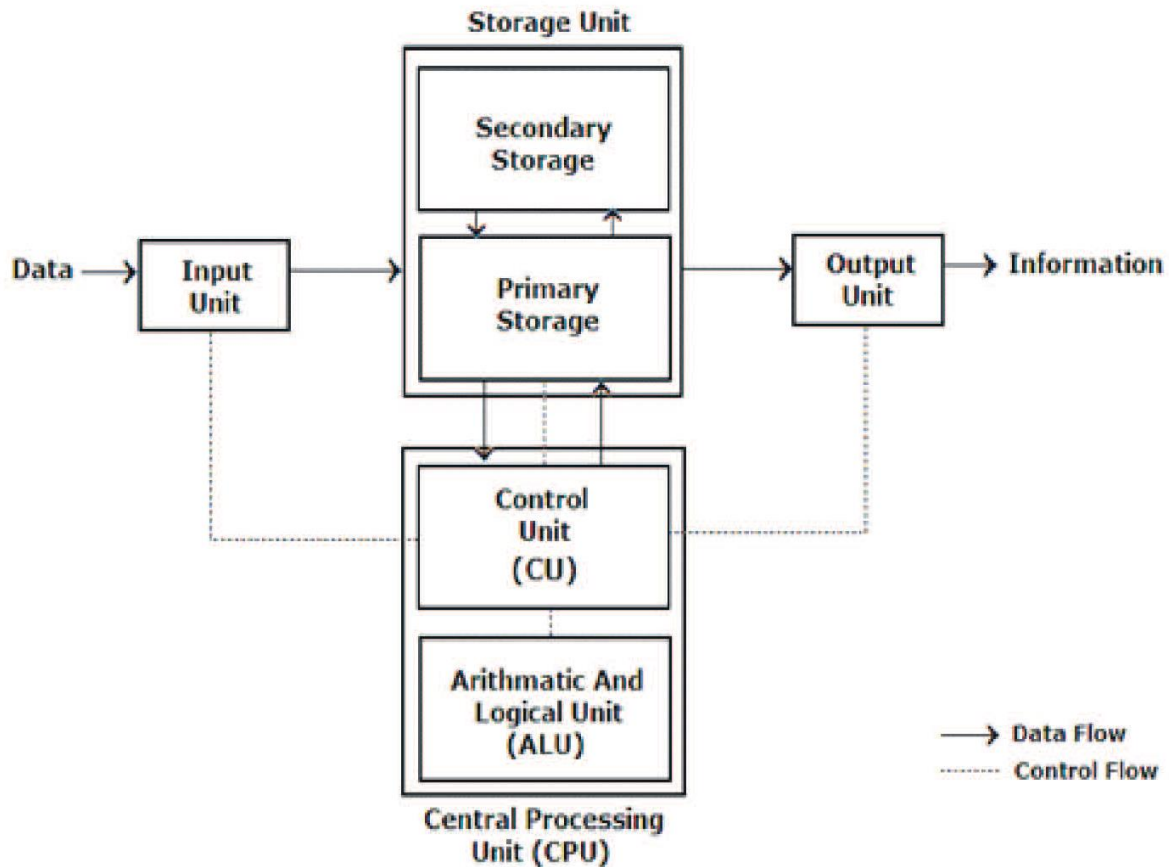 Storage Unit
Secondary
Storage
Data
Input
Unit
Primary
Storage
Output
Unit
Information
Control
Unit
(CU)
Arithmatic And
Logical Unit
(ALU)
Data Flow
Control Flow
Central Processing
Unit (CPU)